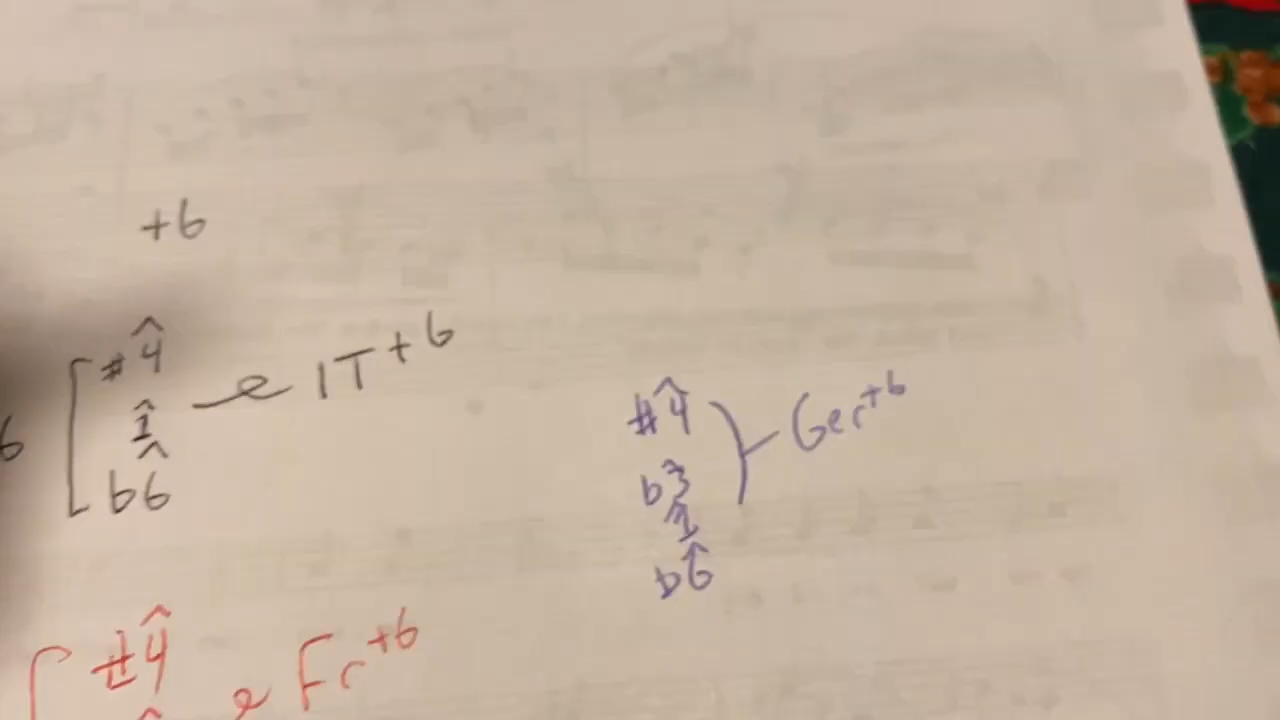 +6
#4̂ IT+6
1̂
b6̂
6
#4̂ Ger+6
b3̂
1̂
b6̂
#4̂ Fr+6